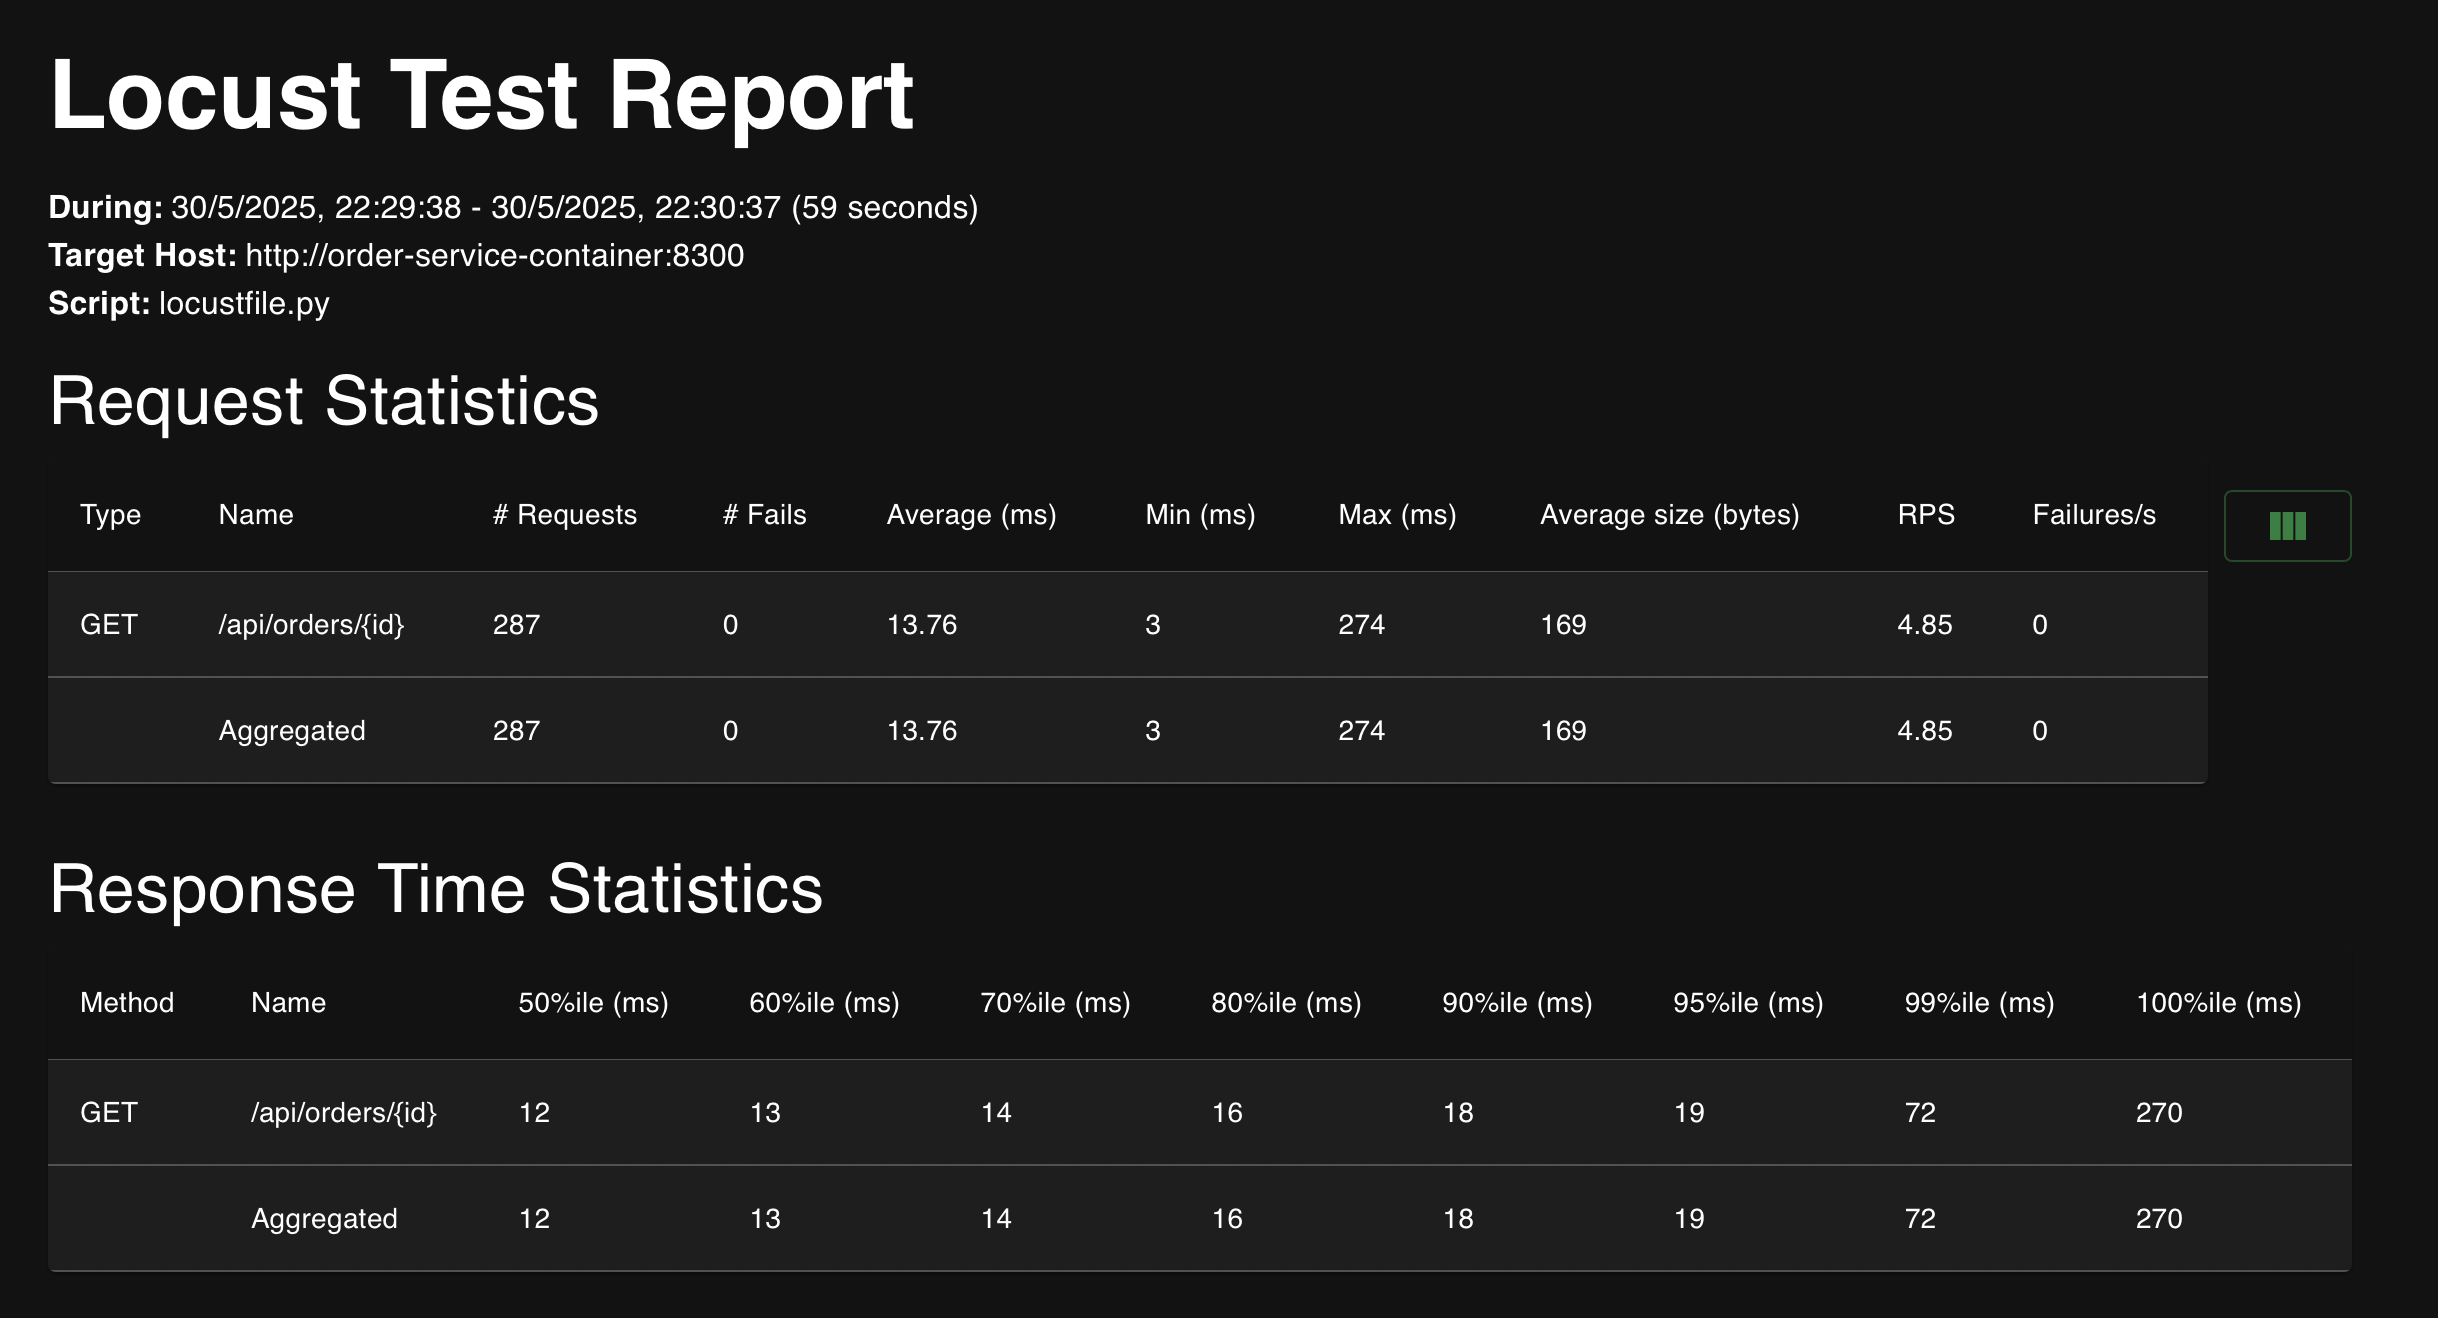 Locust Test Report
During: 30/5/2025, 22:29:38 - 30/5/2025, 22:30:37 (59 seconds)
Target Host: http://order-service-container:8300
Script: locustfile.py
Request Statistics
Type Name # Requests # Fails Average (ms) Min (ms) Max (ms) Average size (bytes) RPS Failures/s
GET /api/orders/{id} 287 0 13.76 3 274 169 4.85 0
Aggregated 287 0 13.76 3 274 169 4.85 0
Response Time Statistics
Method Name 50%ile (ms) 60%ile (ms) 70%ile (ms) 80%ile (ms) 90%ile (ms) 95%ile (ms) 99%ile (ms) 100%ile (ms)
GET /api/orders/{id} 12 13 14 16 18 19 72 270
Aggregated 12 13 14 16 18 19 72 270